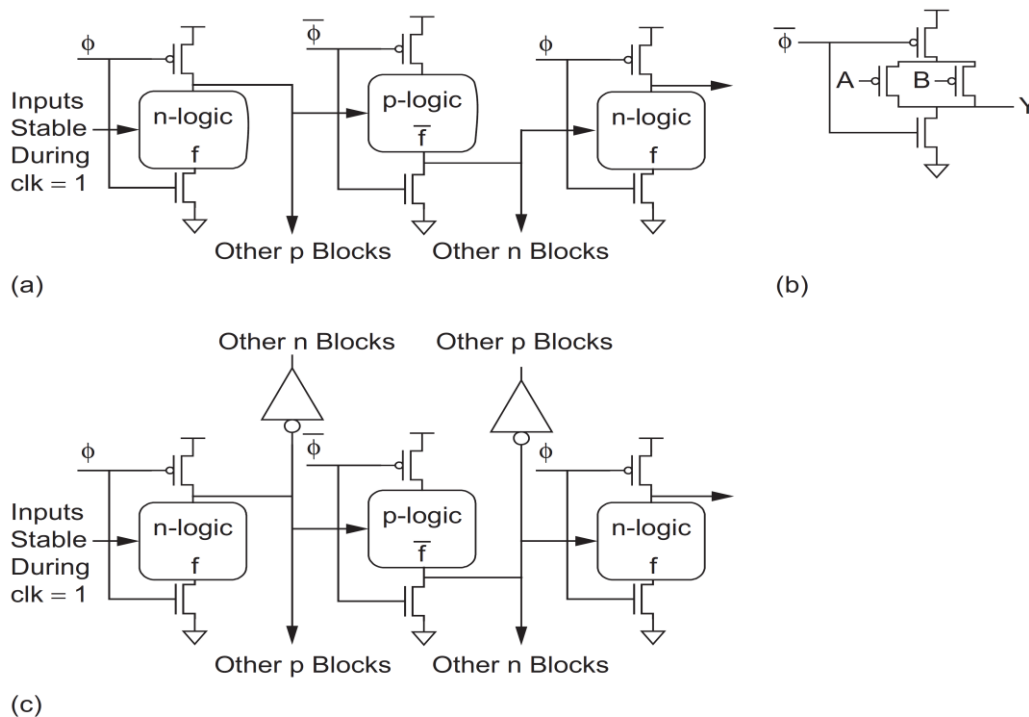 ϕ
ϕ̅
ϕ
Inputs
Stable
During
clk = 1
n-logic
f
p-logic
f̅
n-logic
f
Other p Blocks
Other n Blocks
(a)
ϕ̅
A
B
Y
(b)
Other n Blocks
Other p Blocks
ϕ
ϕ̅
ϕ
Inputs
Stable
During
clk = 1
n-logic
f
p-logic
f̅
n-logic
f
Other p Blocks
Other n Blocks
(c)